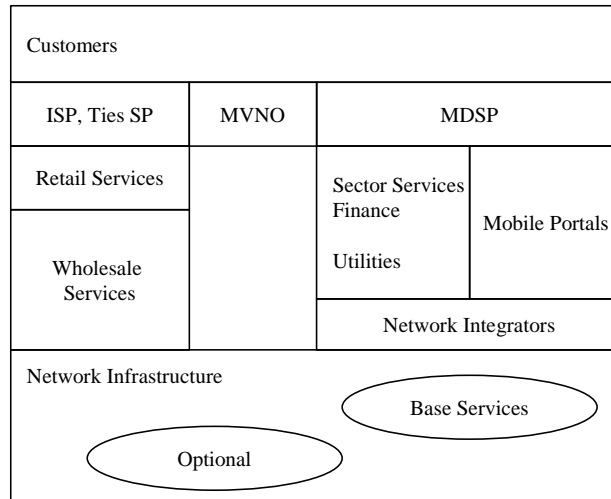 Customers
ISP, Ties SP
MVNO
MDSP
Retail Services
Sector Services
Finance
Utilities
Mobile Portals
Wholesale
Services
Network Integrators
Network Infrastructure
Base Services
Optional